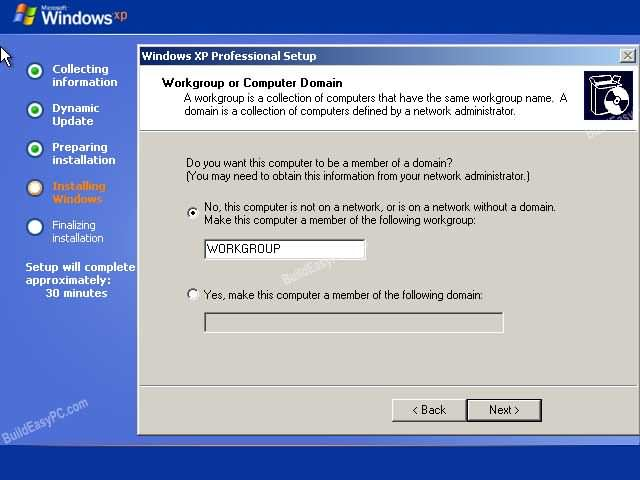 Microsoft
Windows xp
Collecting
information
Dynamic
Update
Preparing
installation
Installing
Windows
Finalizing
installation
Setup will complete
approximately:
30 minutes
Windows XP Professional Setup
Workgroup or Computer Domain
A workgroup is a collection of computers that have the same workgroup name. A
domain is a collection of computers defined by a network administrator.
Do you want this computer to be a member of a domain?
(You may need to obtain this information from your network administrator.)
No, this computer is not on a network, or is on a network without a domain.
Make this computer a member of the following workgroup:
WORKGROUP
Yes, make this computer a member of the following domain:
< Back
Next >
BuildEasyPC.com